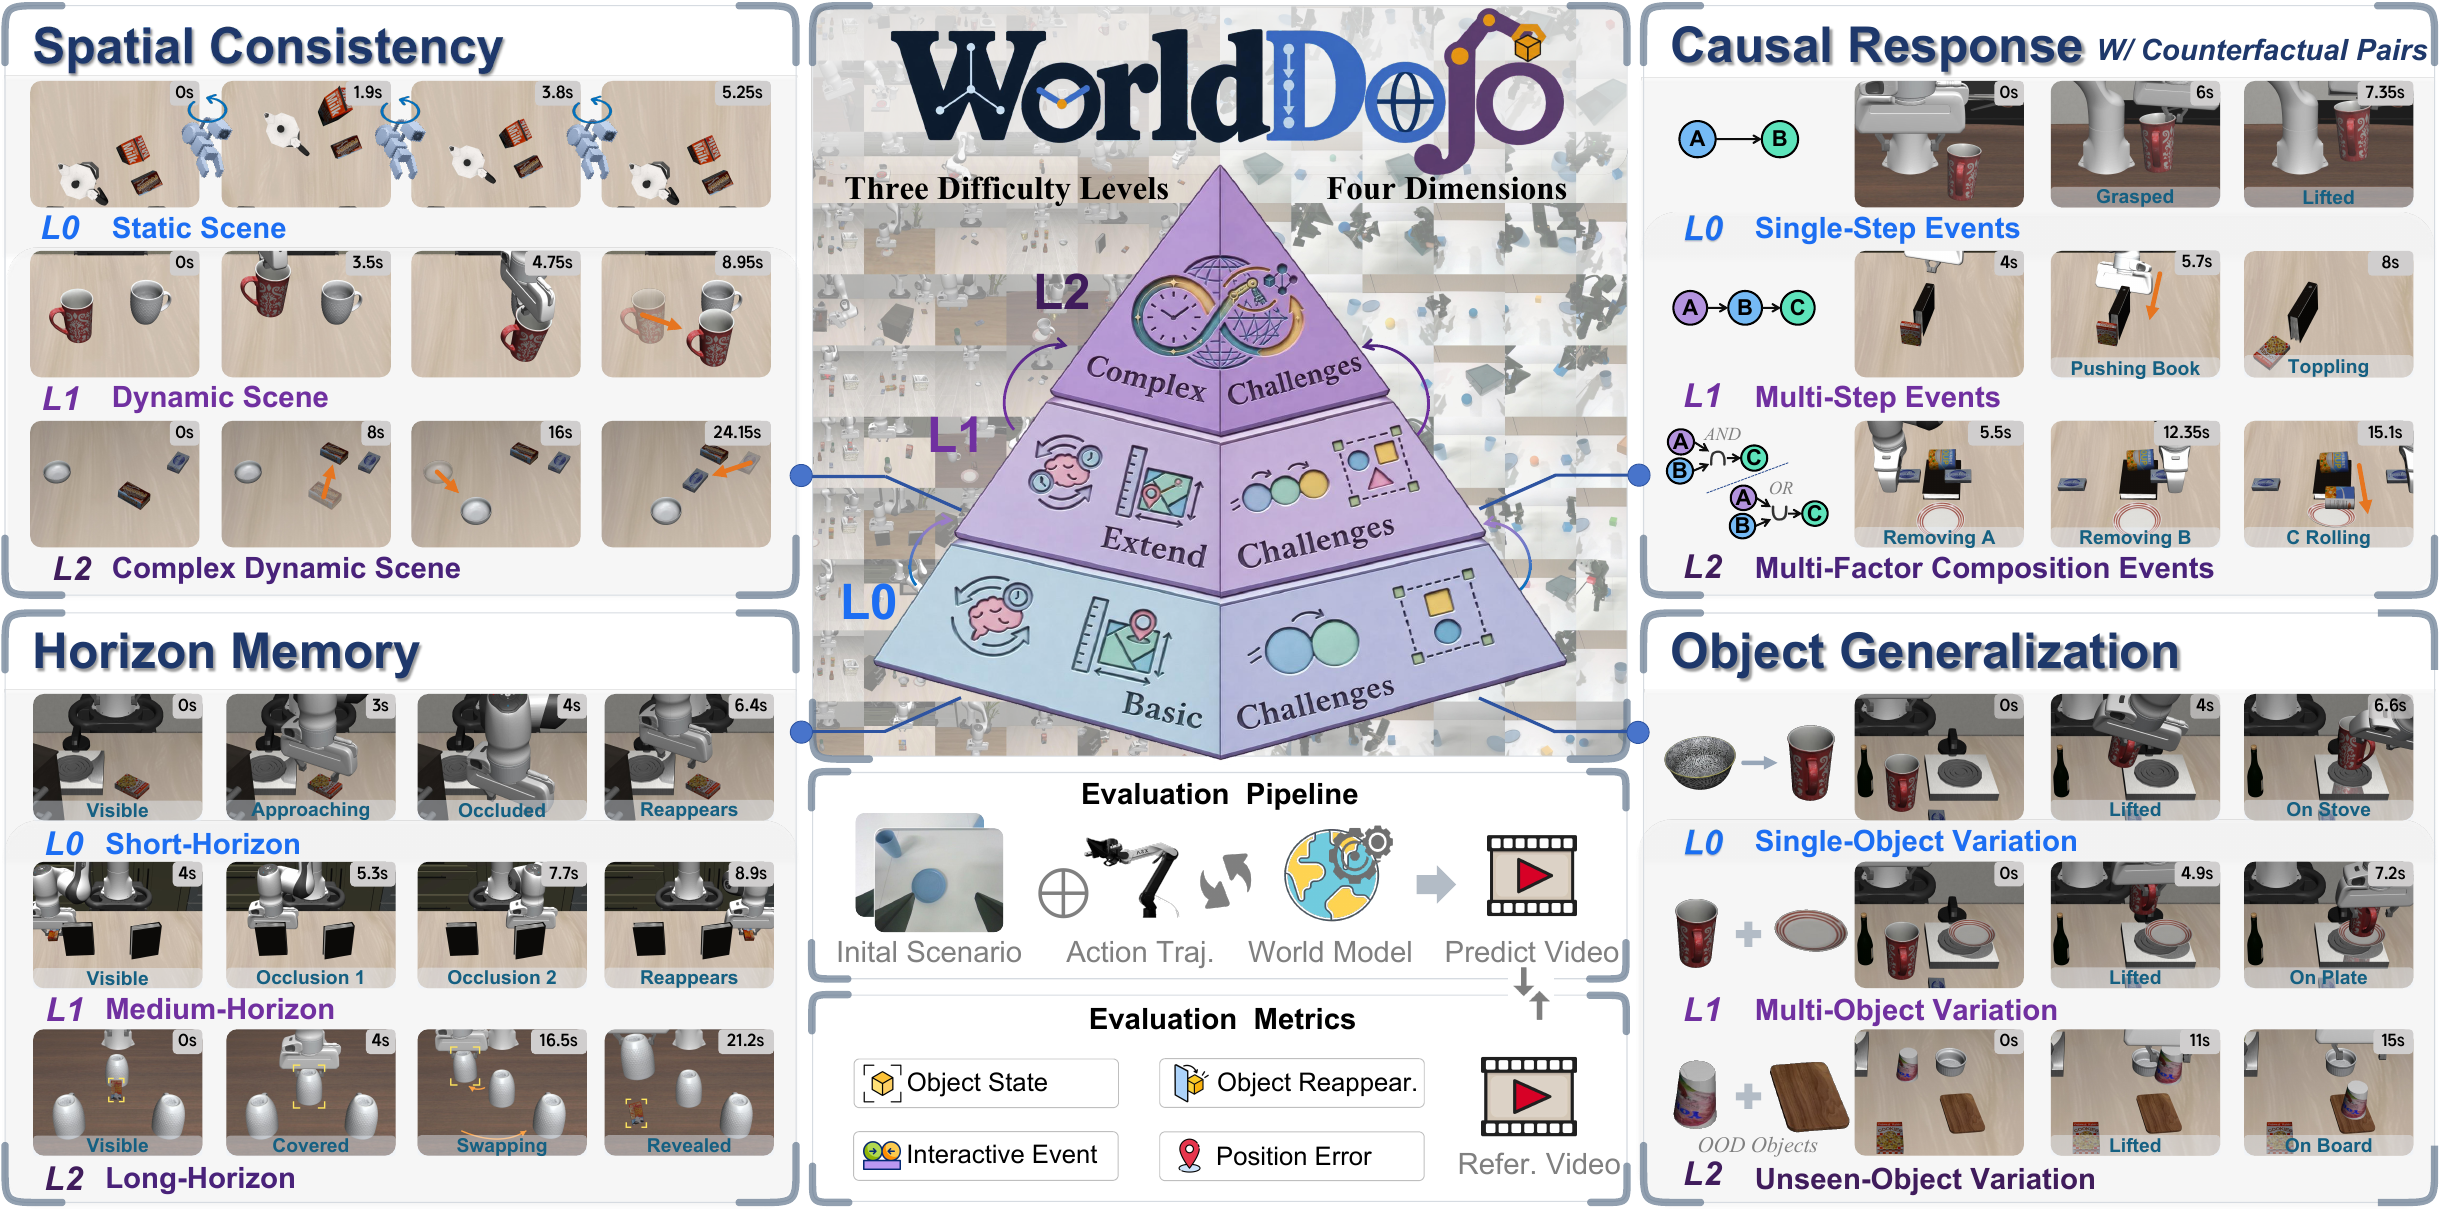 Spatial Consistency
0s
1.9s
3.8s
5.25s
L0 Static Scene
0s
3.5s
4.75s
8.95s
L1 Dynamic Scene
0s
8s
16s
24.15s
L2 Complex Dynamic Scene
Horizon Memory
0s
3s
4s
6.4s
Visible
Approaching
Occluded
Reappears
L0 Short-Horizon
4s
5.3s
7.7s
8.9s
Visible
Occlusion 1
Occlusion 2
Reappears
L1 Medium-Horizon
0s
4s
16.5s
21.2s
Visible
Covered
Swapping
Revealed
L2 Long-Horizon
WorldDojo
Three Difficulty Levels
Four Dimensions
L2
Complex Challenges
L1
Extend Challenges
L0
Basic Challenges
Evaluation Pipeline
Inital Scenario
Action Traj.
World Model
Predict Video
Evaluation Metrics
Object State
Object Reappear.
Interactive Event
Position Error
Refer. Video
Causal Response W/ Counterfactual Pairs
A
B
0s
6s
7.35s
Grasped
Lifted
L0 Single-Step Events
A
B
C
4s
5.7s
8s
Pushing Book
Toppling
L1 Multi-Step Events
A
AND
B
C
A
OR
B
C
5.5s
12.35s
15.1s
Removing A
Removing B
C Rolling
L2 Multi-Factor Composition Events
Object Generalization
0s
4s
6.6s
Lifted
On Stove
L0 Single-Object Variation
0s
4.9s
7.2s
Lifted
On Plate
L1 Multi-Object Variation
0s
11s
15s
OOD Objects
Lifted
On Board
L2 Unseen-Object Variation